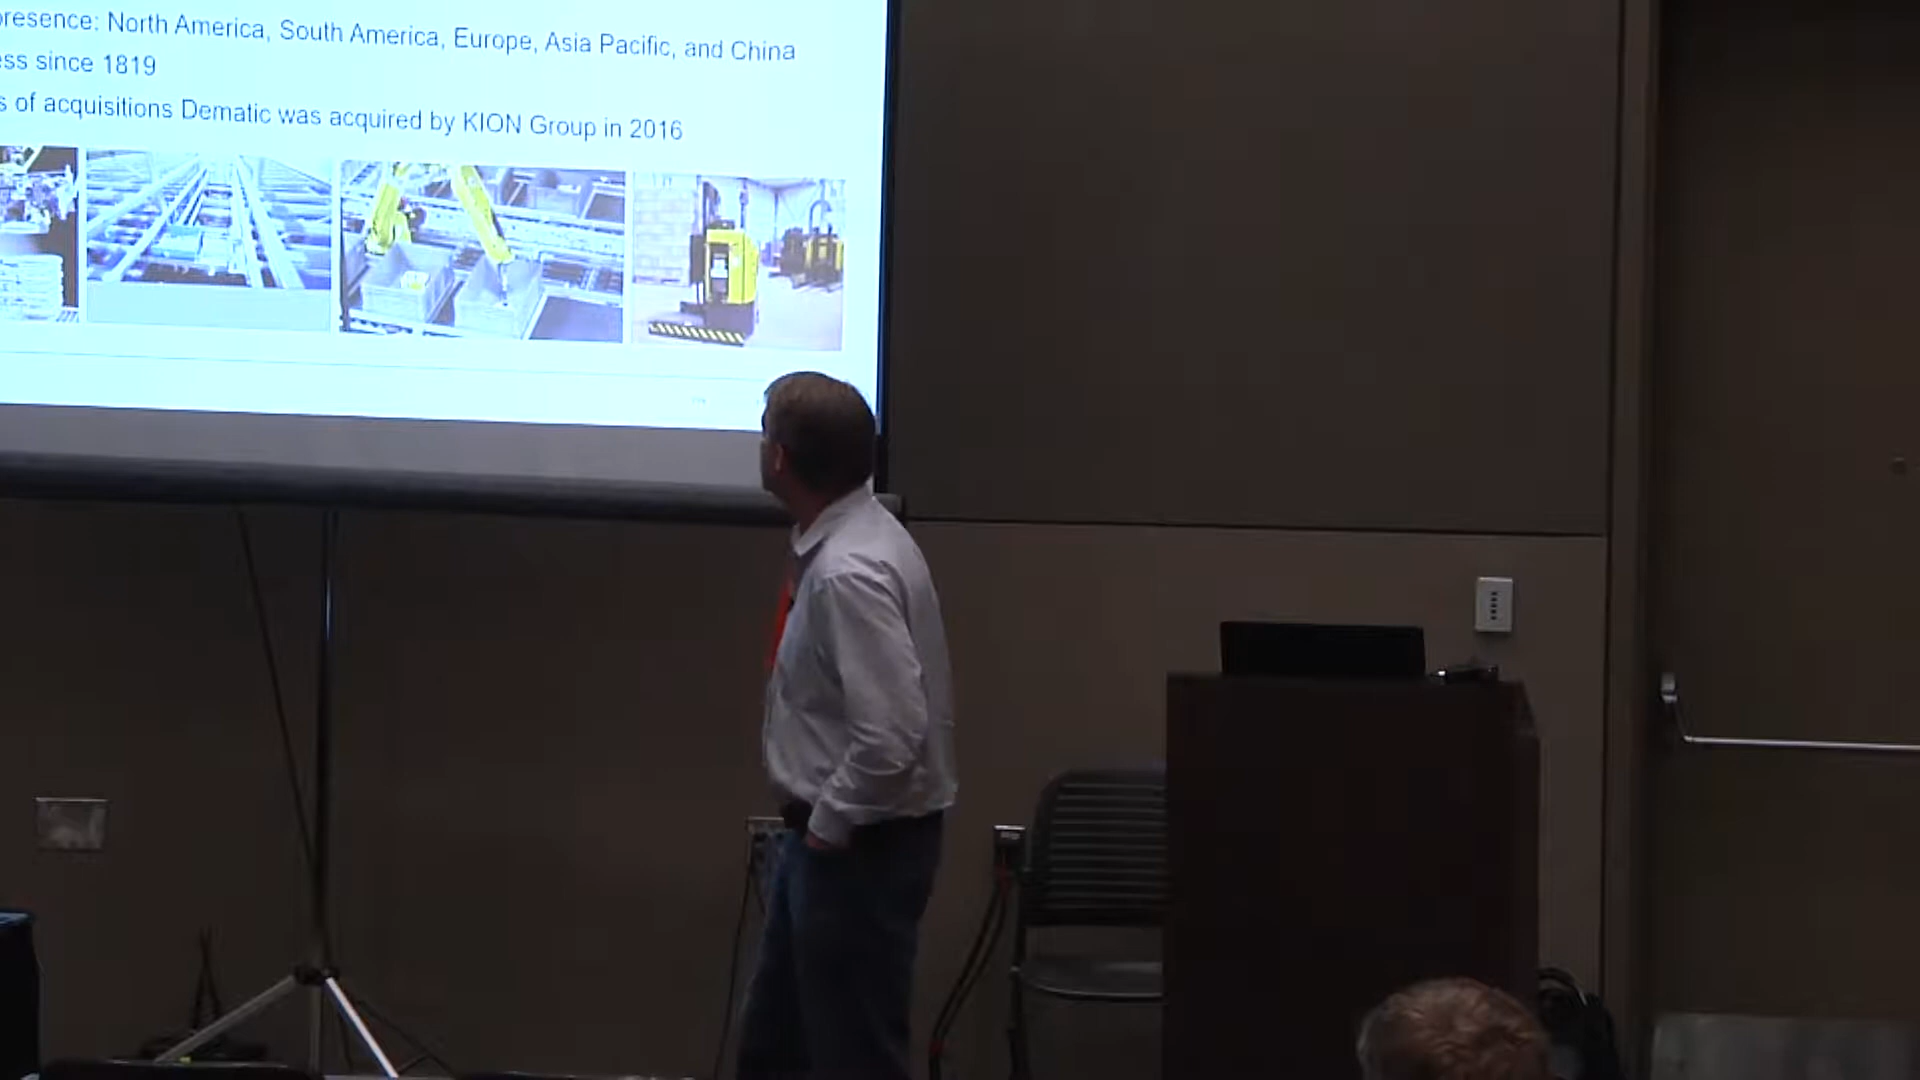 presence: North America, South America, Europe, Asia Pacific, and China
ess since 1819
s of acquisitions Dematic was acquired by KION Group in 2016